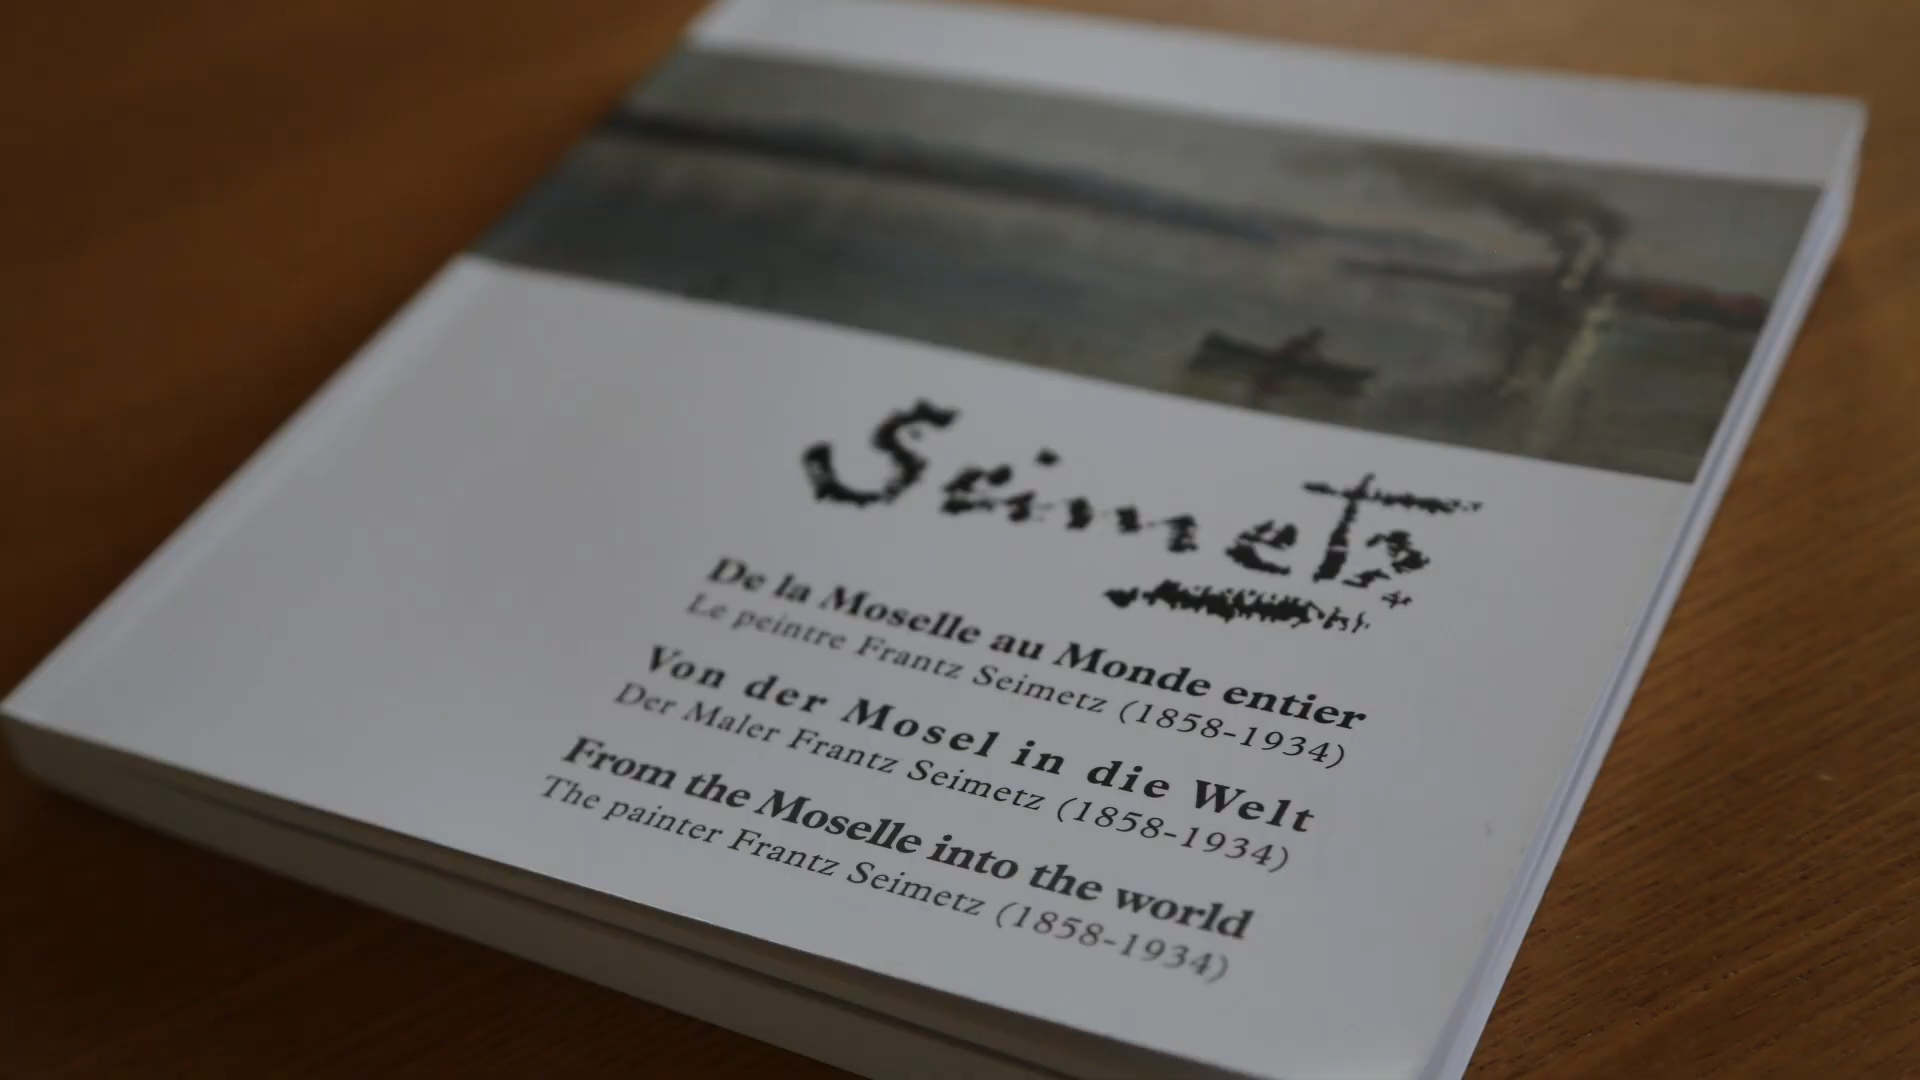 Seimetz
De la Moselle au Monde entier
Le peintre Frantz Seimetz (1858-1934)
Von der Mosel in die Welt
Der Maler Frantz Seimetz (1858-1934)
From the Moselle into the world
The painter Frantz Seimetz (1858-1934)